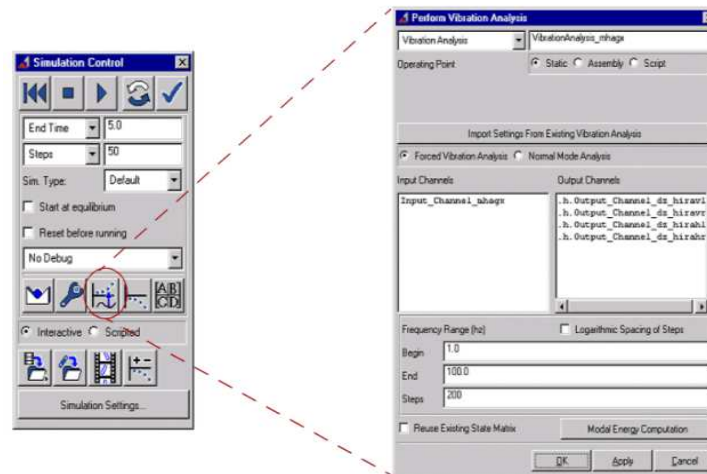 Simulation Control
End Time 5.0
Steps 50
Sim. Type: Default
Start at equilibrium
Reset before running
No Debug
A B
C D
Interactive Scripted
Simulation Settings...
Perform Vibration Analysis
Vibration Analysis VibrationAnalysis_mhagx
Operating Point Static Assembly Script
Import Settings From Existing Vibration Analysis
Forced Vibration Analysis Normal Mode Analysis
Input Channels Output Channels
Input_Channel_mhagx .h.Output_Channel_dz_hiravl
.h.Output_Channel_dz_hiravr
.h.Output_Channel_dz_hirahl
.h.Output_Channel_dz_hirahr
Frequency Range (hz) Logarithmic Spacing of Steps
Begin 1.0
End 100.0
Steps 200
Reuse Existing State Matrix Modal Energy Computation
OK Apply Cancel